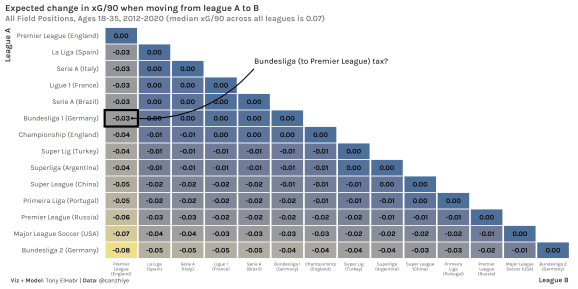 Expected change in xG/90 when moving from league A to B
All Field Positions, Ages 18-35, 2012-2020 (median xG/90 across all leagues is 0.07)
League A
Premier League (England) 0.00
La Liga (Spain) -0.03 0.00
Serie A (Italy) -0.03 0.00 0.00
Ligue 1 (France) -0.03 0.00 0.00 0.00
Serie A (Brazil) -0.03 0.00 0.00 0.00 0.00
Bundesliga (to Premier League) tax?
Bundesliga 1 (Germany) -0.03 0.00 0.00 0.00 0.00 0.00
Championship (England) -0.04 -0.01 -0.01 0.00 0.00 0.00 0.00
Super Lig (Turkey) -0.04 -0.01 -0.01 -0.01 -0.01 -0.01 -0.01 0.00
Superliga (Argentina) -0.04 -0.01 -0.01 -0.01 -0.01 -0.01 -0.01 0.00 0.00
Super League (China) -0.05 -0.02 -0.02 -0.01 -0.01 -0.01 -0.01 0.00 0.00 0.00
Primeira Liga (Portugal) -0.05 -0.02 -0.02 -0.02 -0.02 -0.02 -0.01 -0.01 -0.01 0.00 0.00
Premier League (Russia) -0.06 -0.03 -0.03 -0.02 -0.02 -0.02 -0.02 -0.02 -0.02 -0.01 -0.01 0.00
Major League Soccer (USA) -0.07 -0.04 -0.04 -0.03 -0.03 -0.03 -0.03 -0.03 -0.02 -0.02 -0.02 -0.01 0.00
Bundesliga 2 (Germany) -0.08 -0.05 -0.05 -0.05 -0.05 -0.04 -0.04 -0.04 -0.04 -0.03 -0.03 -0.02 -0.01 0.00
Premier League (England) La Liga (Spain) Serie A (Italy) Ligue 1 (France) Serie A (Brazil) Bundesliga 1 (Germany) Championship (England) Super Lig (Turkey) Superliga (Argentina) Super League (China) Primeira Liga (Portugal) Premier League (Russia) Major League Soccer (USA) Bundesliga 2 (Germany)
Viz + Model: Tony ElHabr | Data: @canzhiye
League B